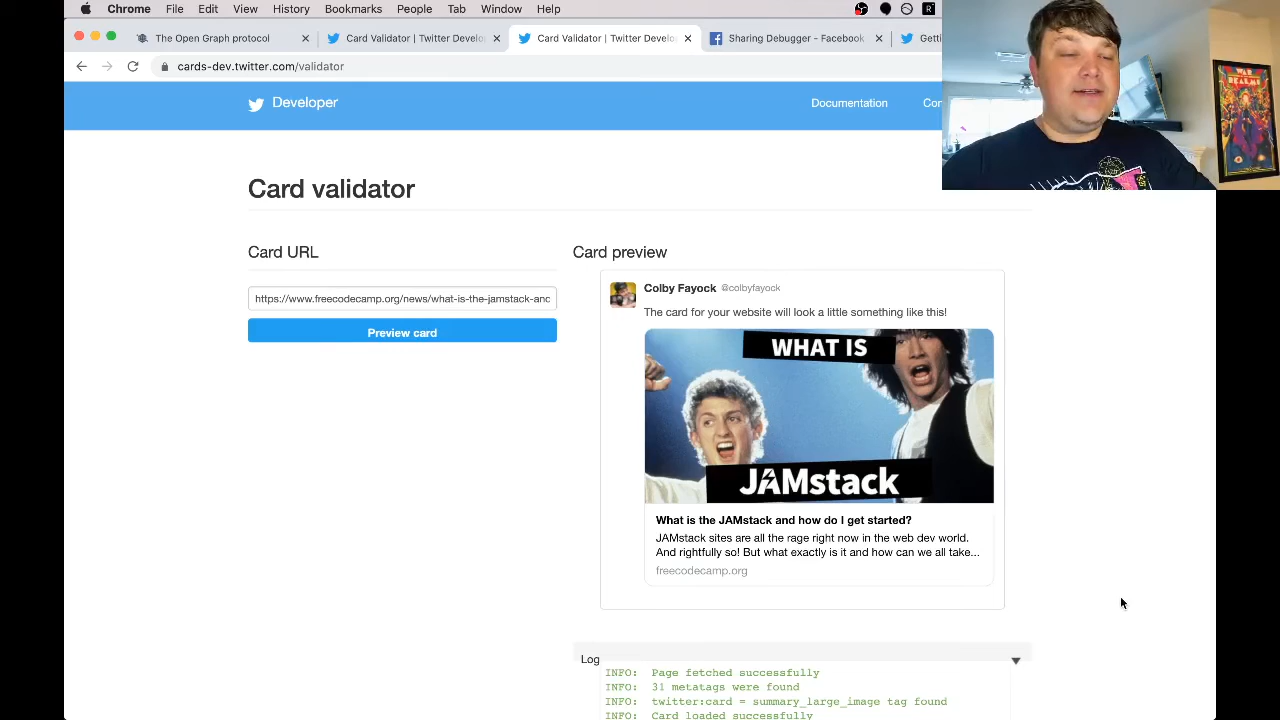 Chrome File Edit View History Bookmarks People Tab Window Help
The Open Graph protocol
Card Validator | Twitter Develo
Card Validator | Twitter Develo
Sharing Debugger - Facebook
Getti
cards-dev.twitter.com/validator
Developer
Documentation
Con
Card validator
Card URL
https://www.freecodecamp.org/news/what-is-the-jamstack-anc
Preview card
Card preview
Colby Fayock @colbyfayock
The card for your website will look a little something like this!
WHAT IS
JAMstack
What is the JAMstack and how do I get started?
JAMstack sites are all the rage right now in the web dev world.
And rightfully so! But what exactly is it and how can we all take...
freecodecamp.org
Log
INFO: Page fetched successfully
INFO: 31 metatags were found
INFO: twitter:card = summary_large_image tag found
INFO: Card loaded successfully